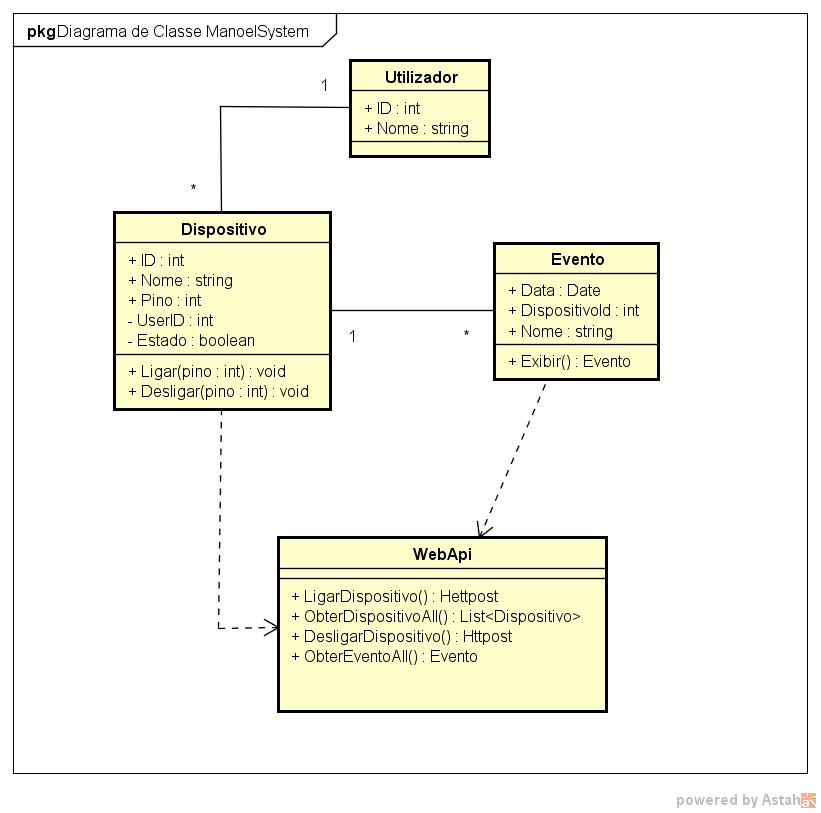 pkg Diagrama de Classe ManoelSystem
Utilizador
+ ID : int
+ Nome : string
1
*
Dispositivo
+ ID : int
+ Nome : string
+ Pino : int
- UserID : int
- Estado : boolean
+ Ligar(pino : int) : void
+ Desligar(pino : int) : void
1
*
Evento
+ Data : Date
+ DispositivoId : int
+ Nome : string
+ Exibir() : Evento
WebApi
+ LigarDispositivo() : Hettpost
+ ObterDispositivoAll() : List<Dispositivo>
+ DesligarDispositivo() : Httpost
+ ObterEventoAll() : Evento
powered by Astah